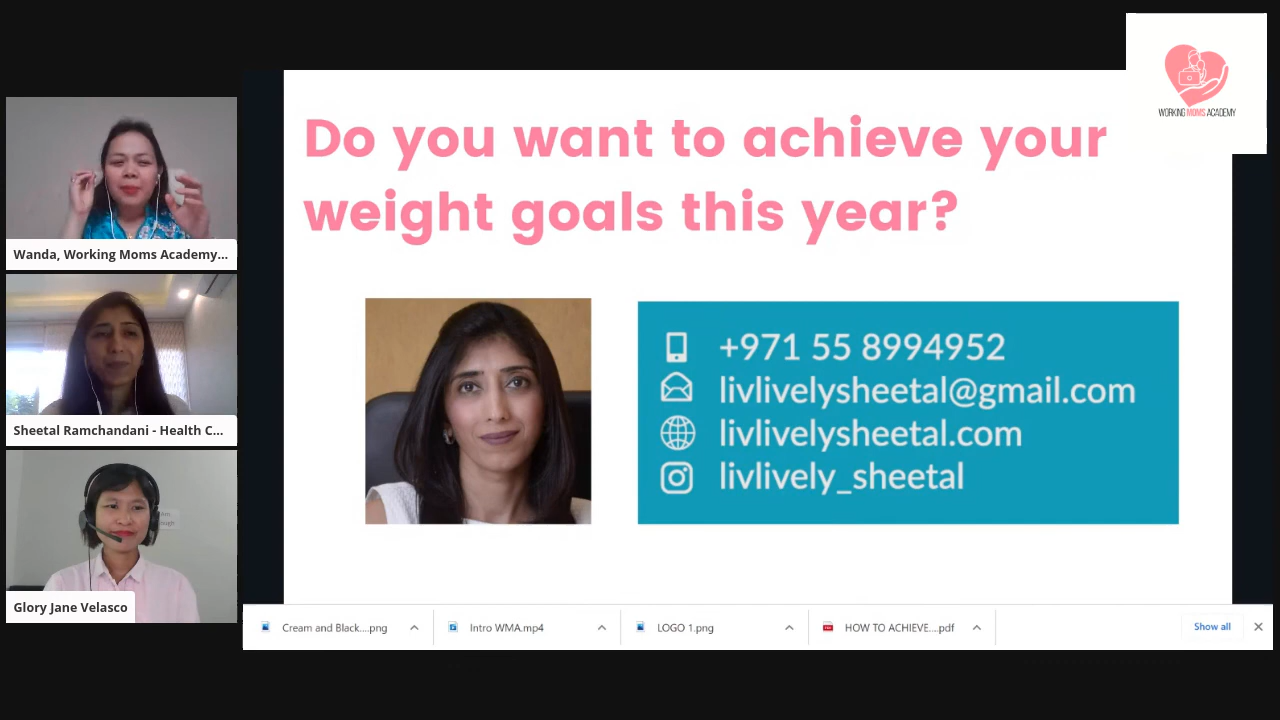 WORKING MOMS ACADEMY
Do you want to achieve your
weight goals this year?
Wanda, Working Moms Academy...
Sheetal Ramchandani - Health C...
Glory Jane Velasco
+971 55 8994952
livlivelysheetal@gmail.com
livlivelysheetal.com
livlively_sheetal
Cream and Black....png
Intro WMA.mp4
LOGO 1.png
HOW TO ACHIEVE....pdf
Show all